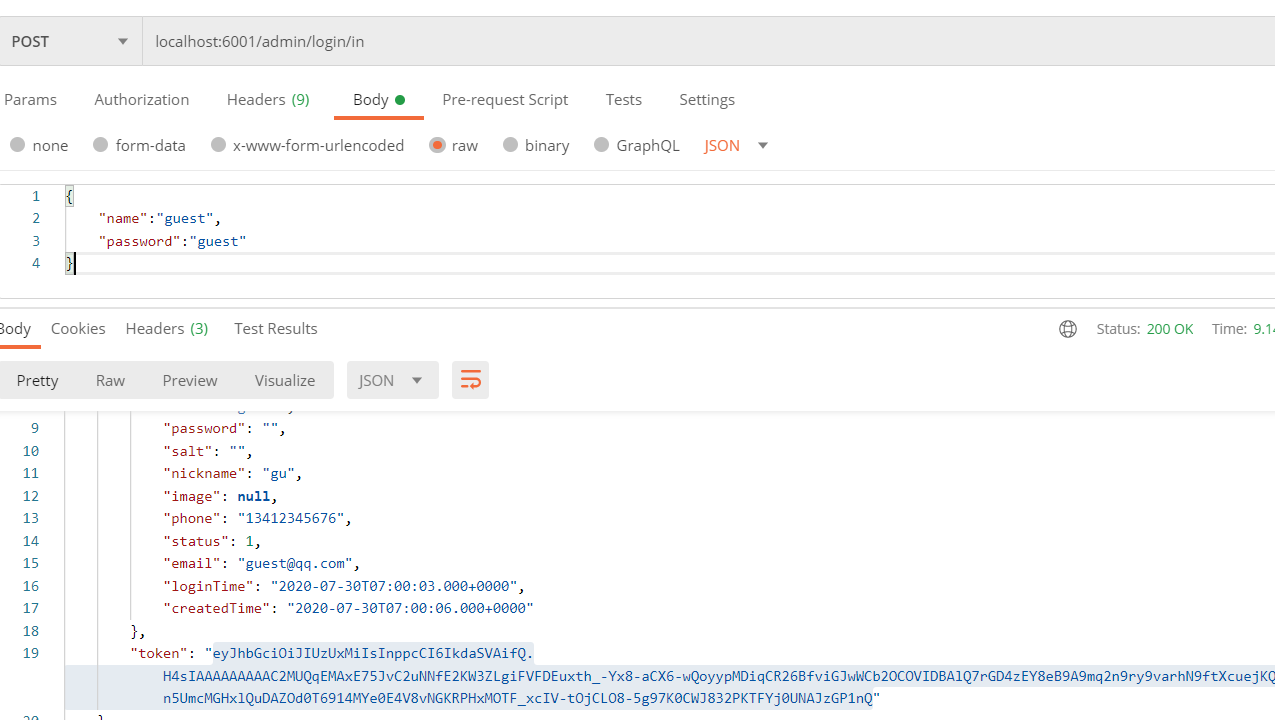 POST localhost:6001/admin/login/in
Params Authorization Headers (9) Body Pre-request Script Tests Settings
none form-data x-www-form-urlencoded raw binary GraphQL JSON
1 {
2 "name":"guest",
3 "password":"guest"
4 }
Body Cookies Headers (3) Test Results Status: 200 OK Time: 9.14
Pretty Raw Preview Visualize JSON
9 "password": "",
10 "salt": "",
11 "nickname": "gu",
12 "image": null,
13 "phone": "13412345676",
14 "status": 1,
15 "email": "guest@qq.com",
16 "loginTime": "2020-07-30T07:00:03.000+0000",
17 "createdTime": "2020-07-30T07:00:06.000+0000"
18 },
19 "token": "eyJhbGciOiJIUzUxMiIsInppcCI6IkdaSVAifQ.
H4sIAAAAAAAAAC2MUQqEMAxE75JvC2uNNfE2KW3ZLgiFVFDEuxth_-Yx8-aCX6-wQoyypMDiqCR26BfviGJwWCb2OCOVIDBAlQ7rGD4zEY8eB9A9mq2n9ry9varhN9ftXcuejKQ
n5UmcMGHxlQuDAZOd0T6914MYe0E4V8vNGKRPHxMOTF_xcIV-tOjCLO8-5g97K0CWJ832PKTFYj0UNAJzGP1nQ"
20 }